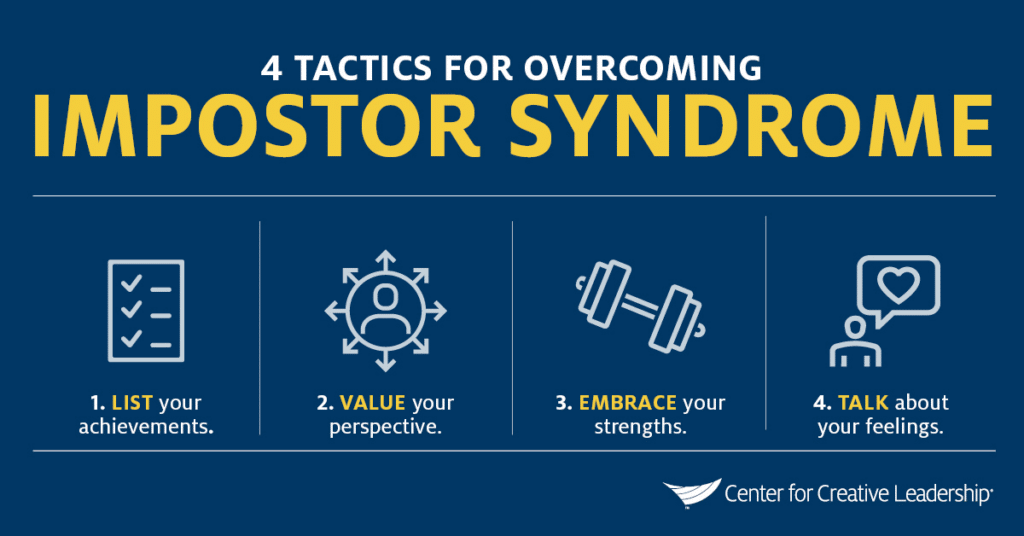 4 TACTICS FOR OVERCOMING
IMPOSTOR SYNDROME
1. LIST your
achievements.
2. VALUE your
perspective.
3. EMBRACE your
strengths.
4. TALK about
your feelings.
Center for Creative Leadership®